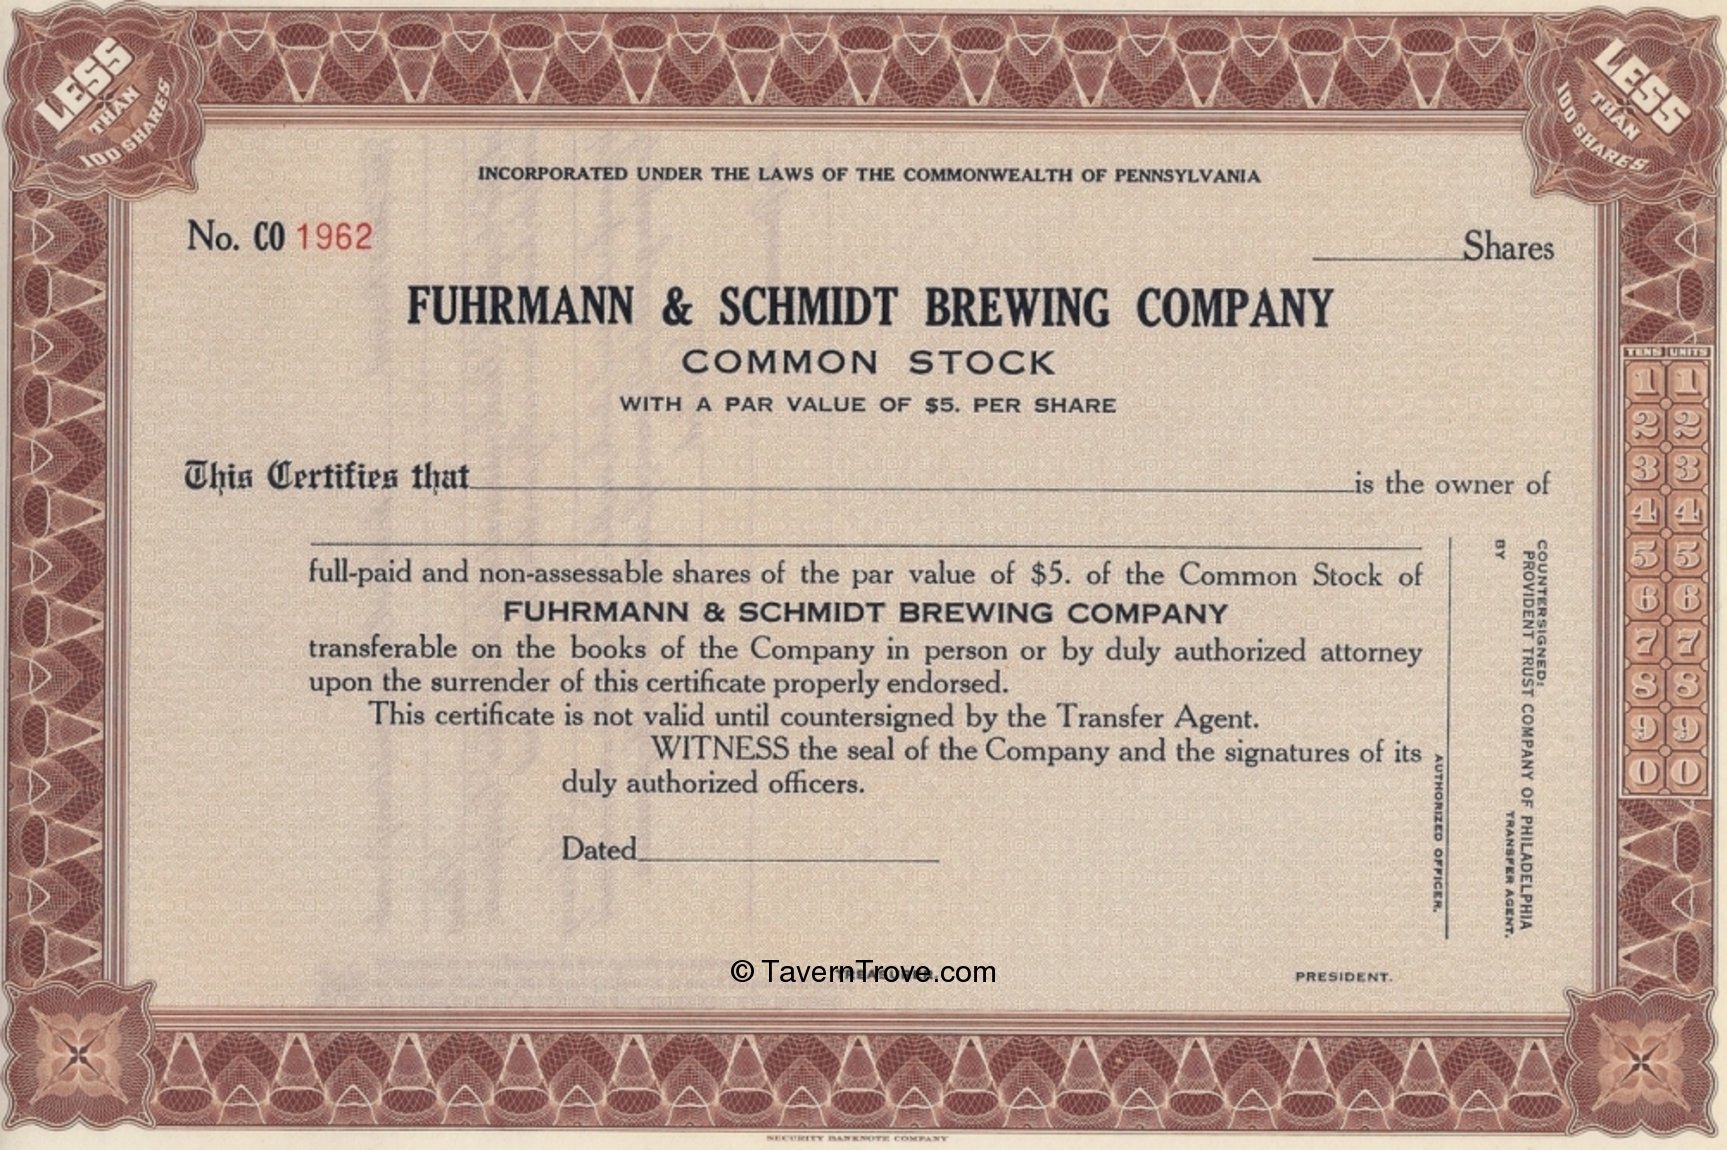 LESS
THAN
100 SHARES
LESS
THAN
100 SHARES
INCORPORATED UNDER THE LAWS OF THE COMMONWEALTH OF PENNSYLVANIA
No. CO 1962
Shares
FUHRMANN & SCHMIDT BREWING COMPANY
COMMON STOCK
WITH A PAR VALUE OF $5. PER SHARE
TENS UNITS
1 1
2 2
3 3
4 4
5 5
6 6
7 7
8 8
9 9
0 0
This Certifies that is the owner of
full-paid and non-assessable shares of the par value of $5. of the Common Stock of
FUHRMANN & SCHMIDT BREWING COMPANY
transferable on the books of the Company in person or by duly authorized attorney
upon the surrender of this certificate properly endorsed.
This certificate is not valid until countersigned by the Transfer Agent.
WITNESS the seal of the Company and the signatures of its
duly authorized officers.
Dated
COUNTERSIGNED:
PROVIDENT TRUST COMPANY OF PHILADELPHIA
TRANSFER AGENT.
BY
AUTHORIZED OFFICER.
TREASURER.
© TavernTrove.com
PRESIDENT.
SECURITY BANKNOTE COMPANY